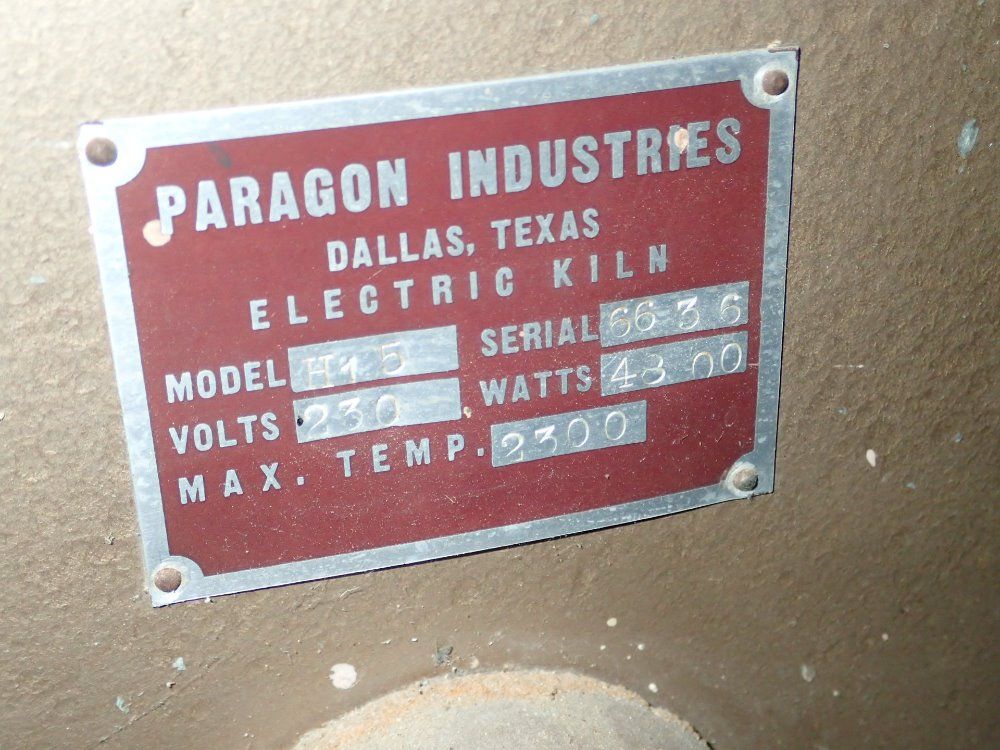 PARAGON INDUSTRIES
DALLAS, TEXAS
ELECTRIC KILN
MODEL H15 SERIAL 6636
VOLTS 230 WATTS 4800
MAX. TEMP. 2300